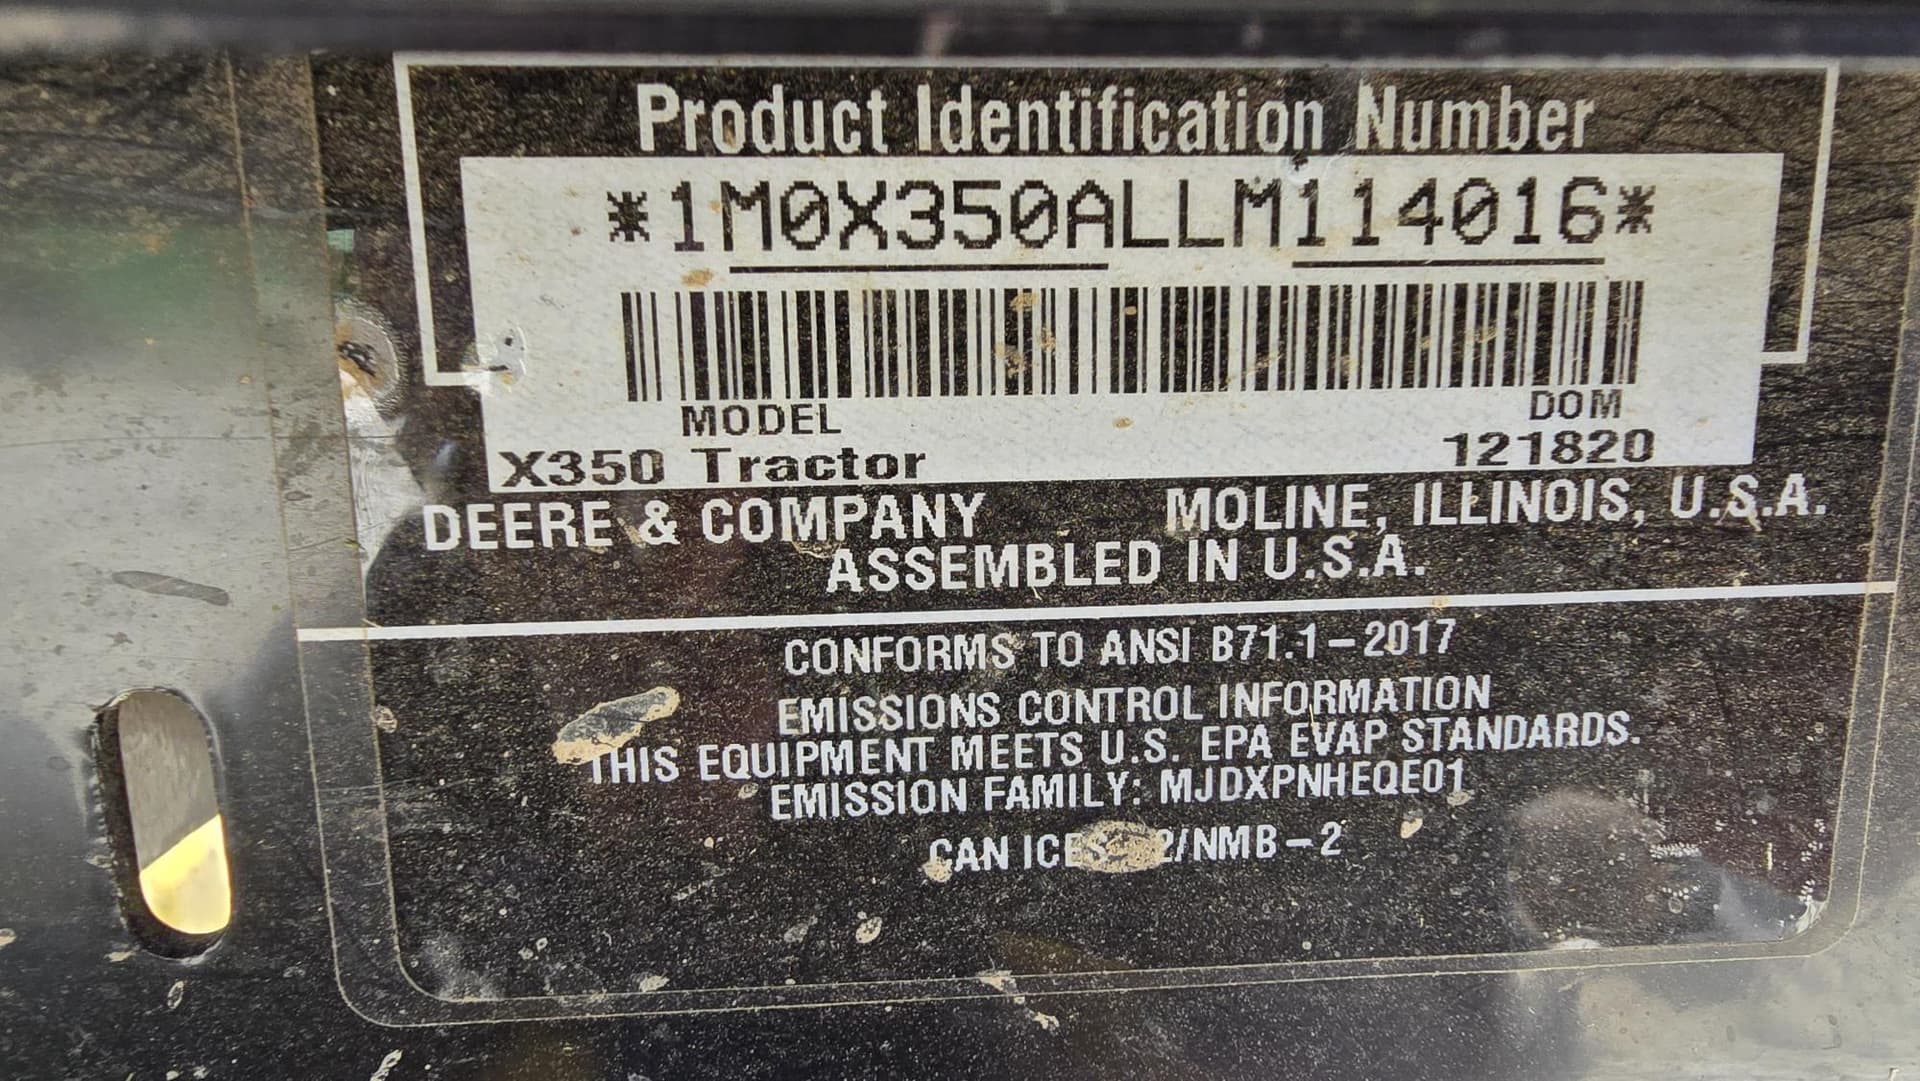 Product Identification Number
*1M0X350ALLM114016*
MODEL DOM
X350 Tractor 121820
DEERE & COMPANY MOLINE, ILLINOIS, U.S.A.
ASSEMBLED IN U.S.A.
CONFORMS TO ANSI B71.1-2017
EMISSIONS CONTROL INFORMATION
THIS EQUIPMENT MEETS U.S. EPA EVAP STANDARDS.
EMISSION FAMILY: MJDXPNHEQE01
CAN /NMB-2